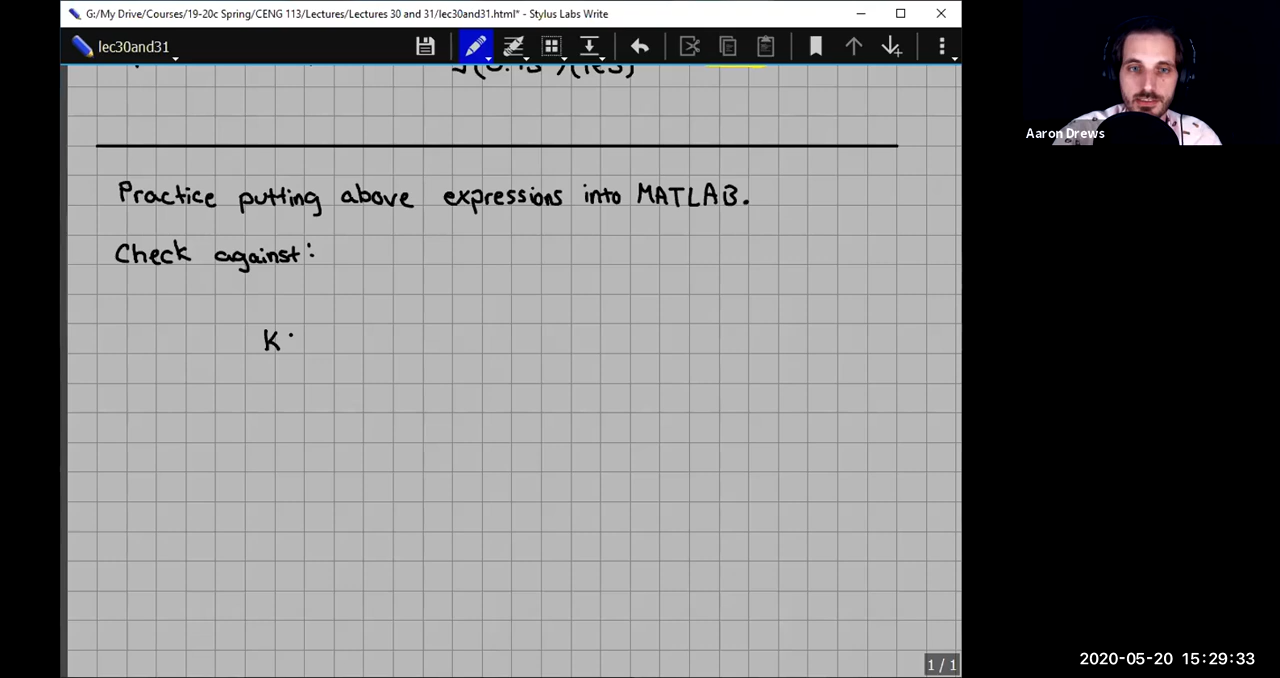 G:/My Drive/Courses/19-20c Spring/CENG 113/Lectures/Lectures 30 and 31/lec30and31.html* - Stylus Labs Write
lec30and31
Aaron Drews
Practice putting above expressions into MATLAB.
Check against:
K
1 / 1
2020-05-20 15:29:33